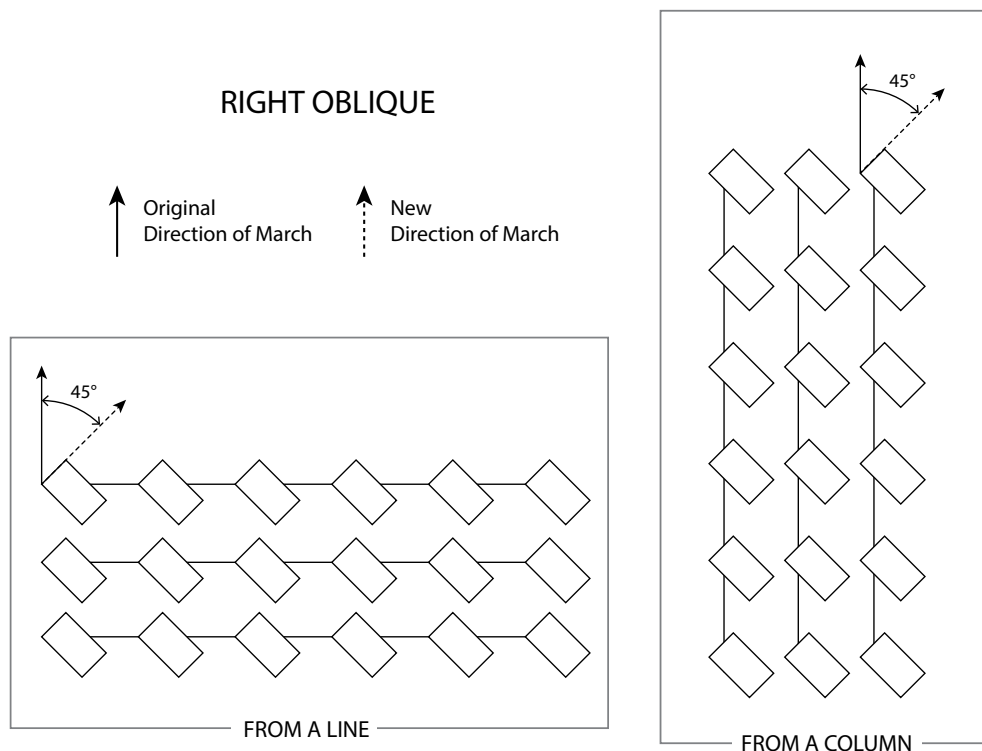 RIGHT OBLIQUE
Original
Direction of March
New
Direction of March
45°
FROM A LINE
45°
FROM A COLUMN